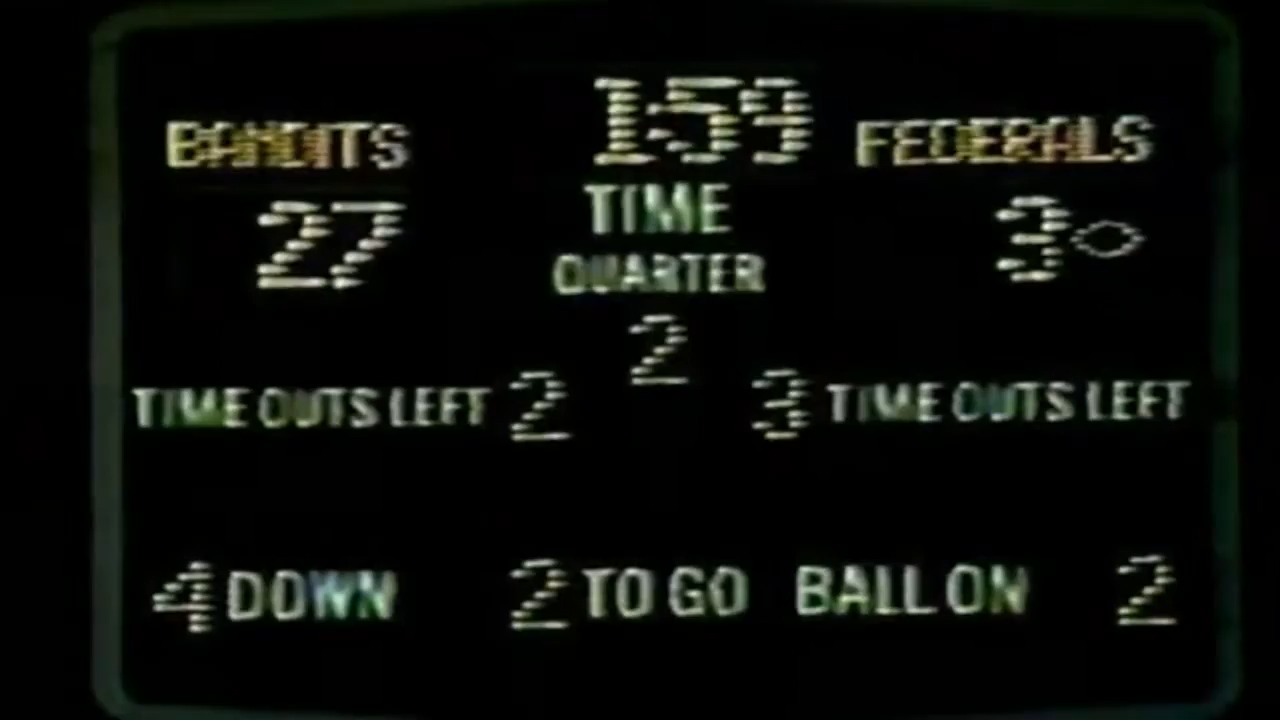 1:59
BANDITS FEDERALS
27 TIME 3
QUARTER
2
TIME OUTS LEFT 2 3 TIME OUTS LEFT
4 DOWN 2 TO GO BALL ON 2